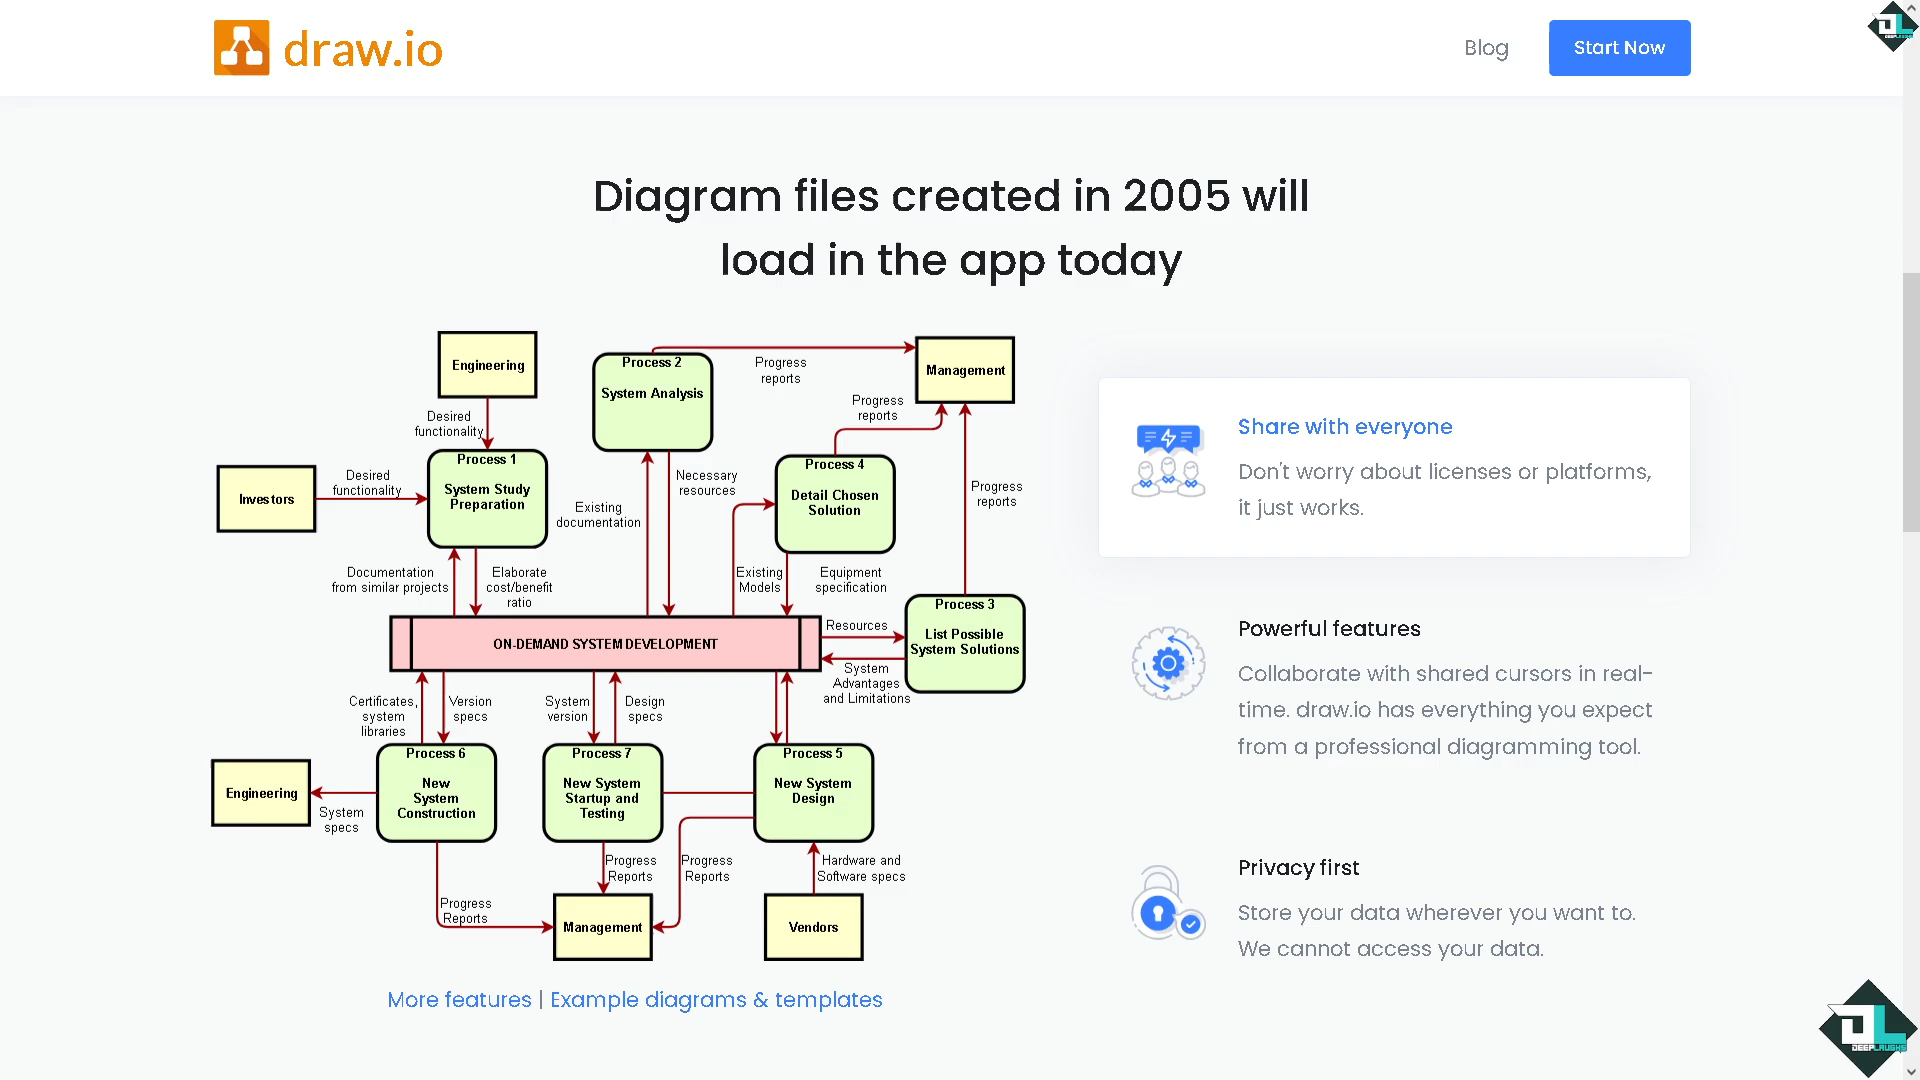 draw.io
Blog
Start Now
Diagram files created in 2005 will
load in the app today
Engineering
Process 2
System Analysis
Progress
reports
Management
Desired
functionality
Progress
reports
Investors
Desired
functionality
Process 1
System Study
Preparation
Existing
documentation
Necessary
resources
Process 4
Detail Chosen
Solution
Progress
reports
Documentation
from similar projects
Elaborate
cost/benefit
ratio
Existing
Models
Equipment
specification
Process 3
List Possible
System Solutions
ON-DEMAND SYSTEM DEVELOPMENT
Resources
System
Advantages
and Limitations
Certificates,
system
libraries
Version
specs
System
version
Design
specs
Process 6
New
System
Construction
Process 7
New System
Startup and
Testing
Process 5
New System
Design
Engineering
System
specs
Progress
Reports
Progress
Reports
Hardware and
Software specs
Progress
Reports
Management
Vendors
More features | Example diagrams & templates
Share with everyone
Don't worry about licenses or platforms,
it just works.
Powerful features
Collaborate with shared cursors in real-
time. draw.io has everything you expect
from a professional diagramming tool.
Privacy first
Store your data wherever you want to.
We cannot access your data.
DL
DEEPLAUGHS